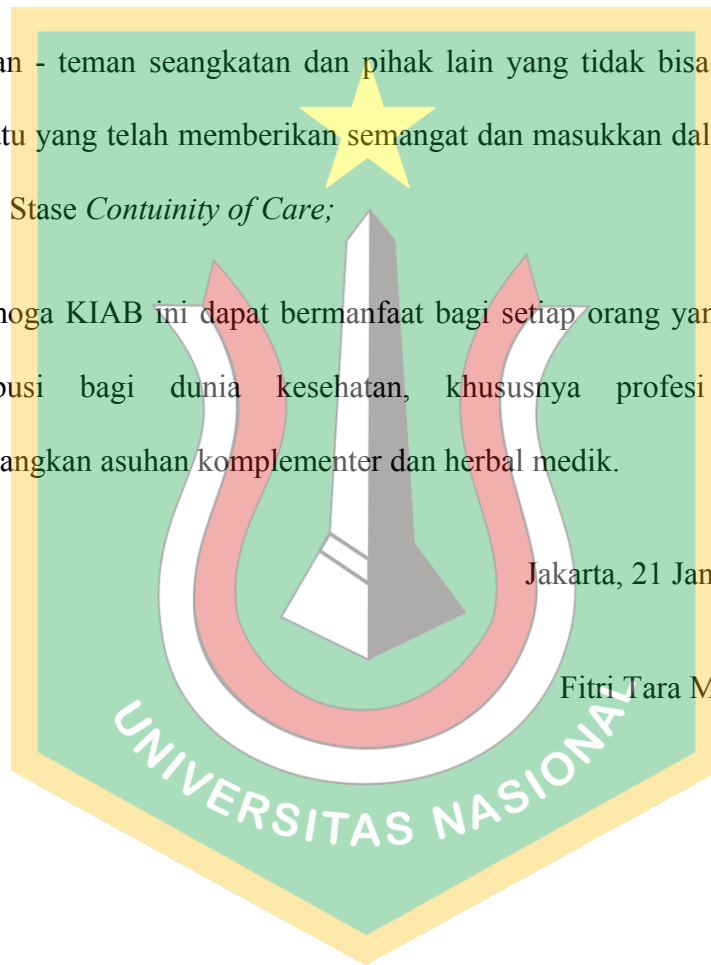 an - teman seangkatan dan pihak lain yang tidak bisa
tu yang telah memberikan semangat dan masukkan dal
Stase Contuinity of Care;
oga KIAB ini dapat bermanfaat bagi setiap orang yan
usi bagi dunia kesehatan, khususnya profesi
angkan asuhan komplementer dan herbal medik.
Jakarta, 21 Jan
Fitri Tara M
UNIVERSITAS NASIONAL